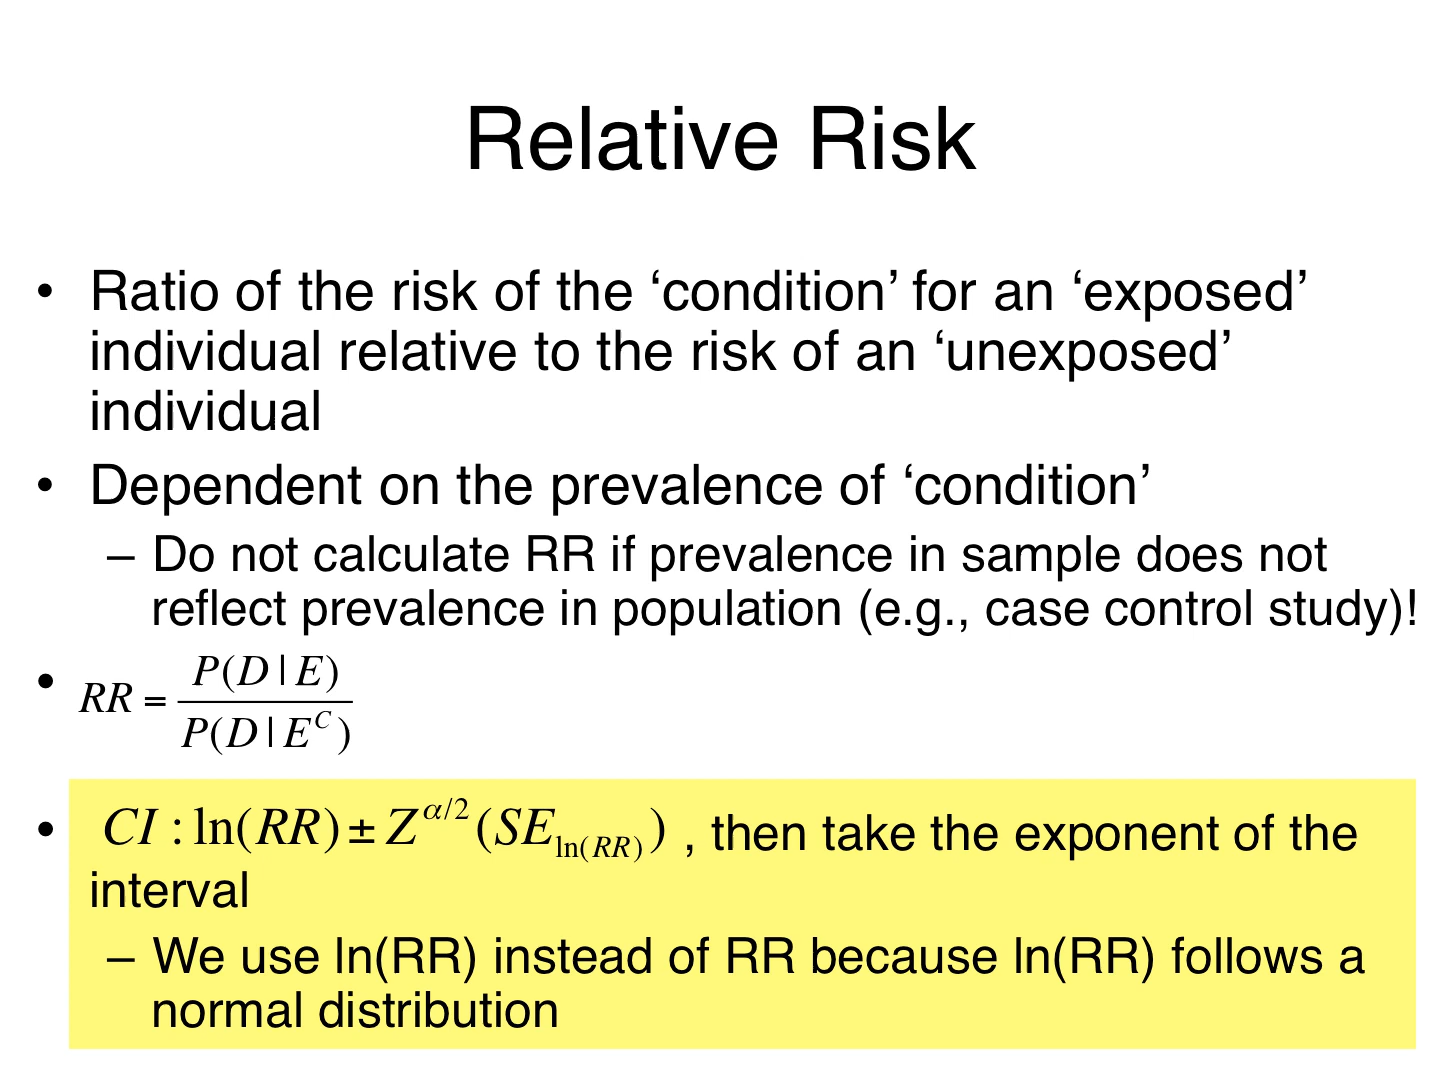 Relative Risk
• Ratio of the risk of the ‘condition’ for an ‘exposed’
individual relative to the risk of an ‘unexposed’
individual
• Dependent on the prevalence of ‘condition’
– Do not calculate RR if prevalence in sample does not
reflect prevalence in population (e.g., case control study)!
• RR = P(D | E) / P(D | E^C)
• CI : ln(RR) ± Z^{α/2} (SE_{ln(RR)}) , then take the exponent of the
interval
– We use ln(RR) instead of RR because ln(RR) follows a
normal distribution